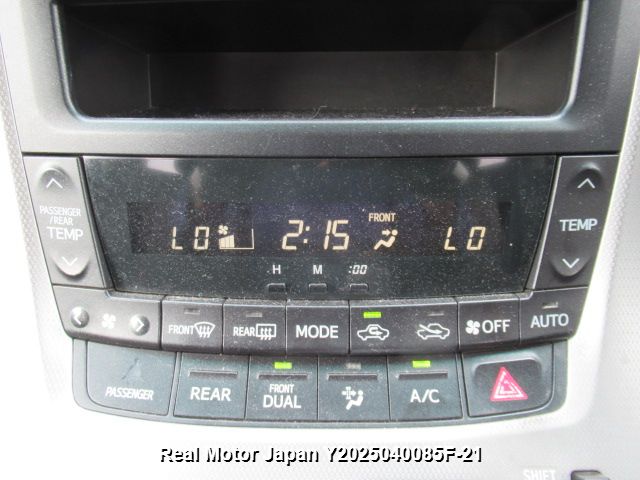 PASSENGER
/REAR
TEMP
LO 2:15 FRONT LO
TEMP
H M :00
FRONT REAR MODE OFF AUTO
PASSENGER REAR FRONT DUAL A/C
Real Motor Japan Y2025040085F-21
SHIFT